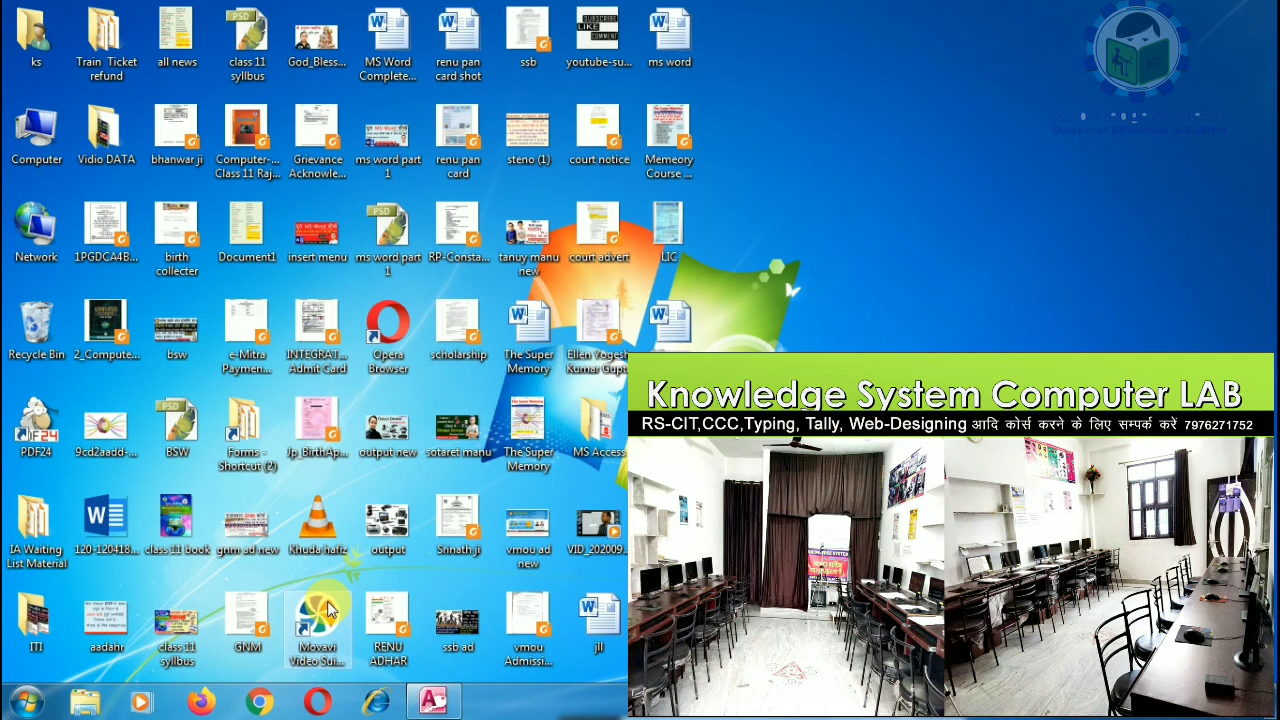 ks
Train Ticket
refund
all news
class 11
syllbus
God_Bless...
MS Word
Complete...
renu pan
card shot
ssb
youtube-su...
ms word
SUBSCRIBE
LIKE
COMMENT
Computer
Vidio DATA
bhanwar ji
Computer-...
Class 11 Raj...
Grievance
Acknowle...
ms word part
1
renu pan
card
steno (1)
court notice
Memeory
Course ...
Network
1PGDCA4B...
birth
collecter
Document1
insert menu
ms word part
1
RP-Consta...
tanuy manu
new
court advert
LIC
Recycle Bin
2_Compute...
bsw
e-Mitra
Paymen...
INTEGRAT...
Admit Card
Opera
Browser
scholarship
The Super
Memory
Ellen Yogesh
Kumar Gupt
Knowledge System Computer LAB
RS-CIT,CCC,Typing, Tally, Web-Designing आदि कोर्स करने के लिए सम्पर्क करें 7976271752
PDF24
9cd2aadd-...
BSW
Forms -
Shortcut (2)
Jp_BirthAp...
output new
sotaret manu
The Super
Memory
MS Access
IA Waiting
List Material
120-120418...
class 11 book
gnm ad new
Khuda hafiz
output
Srinath ji
vmou ad
new
VID_202009...
ITI
aadahr
class 11
syllbus
GNM
Movavi
Video Sui...
RENU
ADHAR
ssb ad
vmou
Admissi...
jll